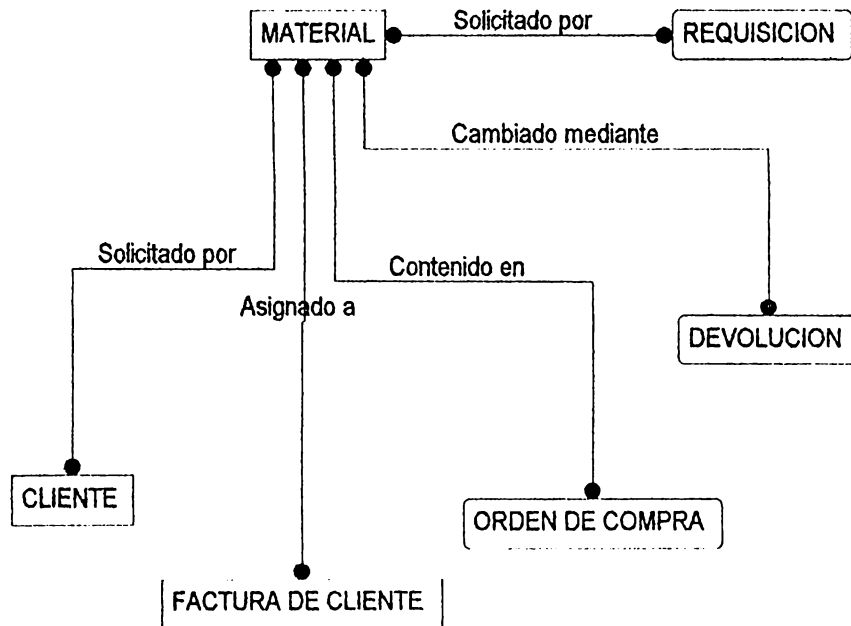 MATERIAL
Solicitado por
REQUISICION
Cambiado mediante
Solicitado por
Contenido en
Asignado a
DEVOLUCION
CLIENTE
ORDEN DE COMPRA
FACTURA DE CLIENTE